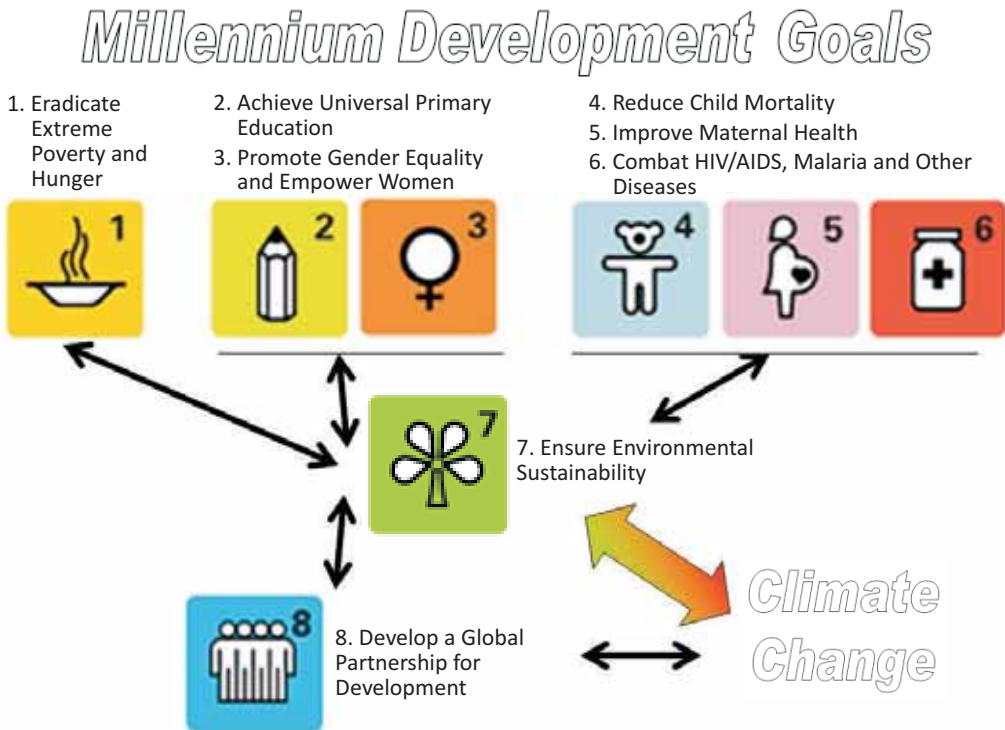 Millennium Development Goals
1. Eradicate
Extreme
Poverty and
Hunger
2. Achieve Universal Primary
Education
3. Promote Gender Equality
and Empower Women
4. Reduce Child Mortality
5. Improve Maternal Health
6. Combat HIV/AIDS, Malaria and Other
Diseases
1
2
3
4
5
6
7
7. Ensure Environmental
Sustainability
8
8. Develop a Global
Partnership for
Development
Climate
Change